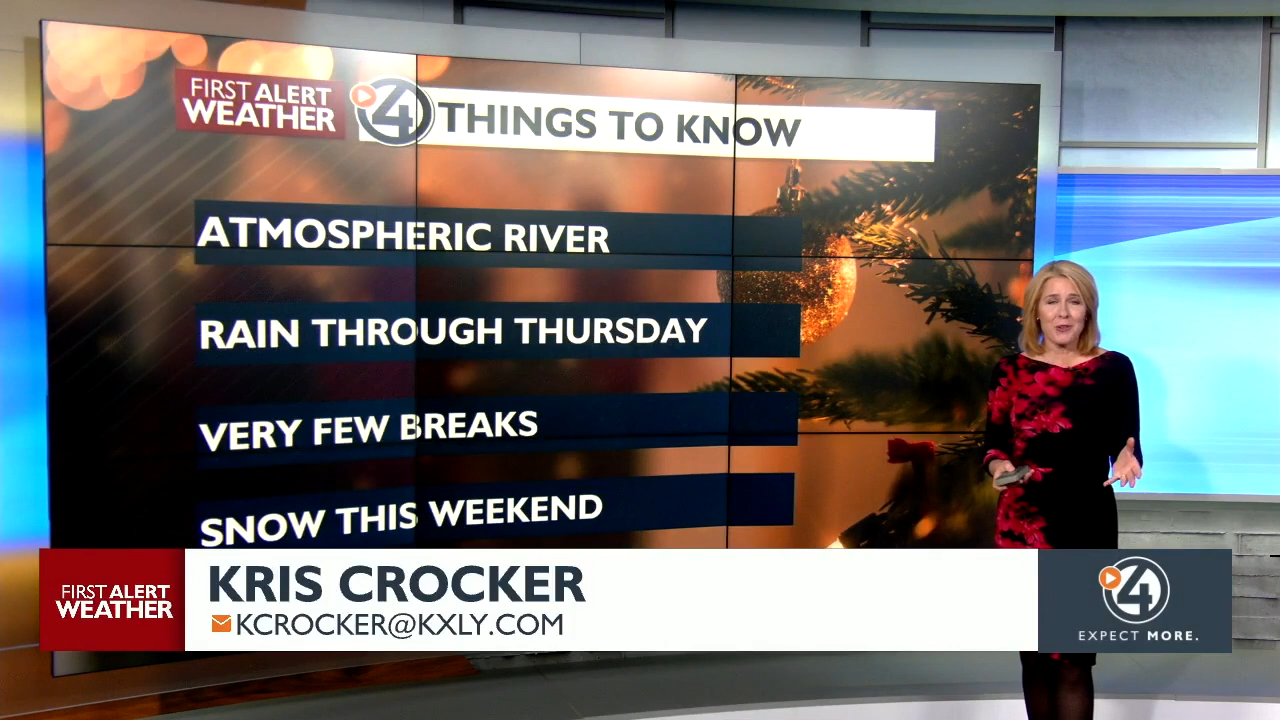 FIRST ALERT
WEATHER
4 THINGS TO KNOW
ATMOSPHERIC RIVER
RAIN THROUGH THURSDAY
VERY FEW BREAKS
SNOW THIS WEEKEND
FIRST ALERT
WEATHER
KRIS CROCKER
KCROCKER@KXLY.COM
4
EXPECT MORE.